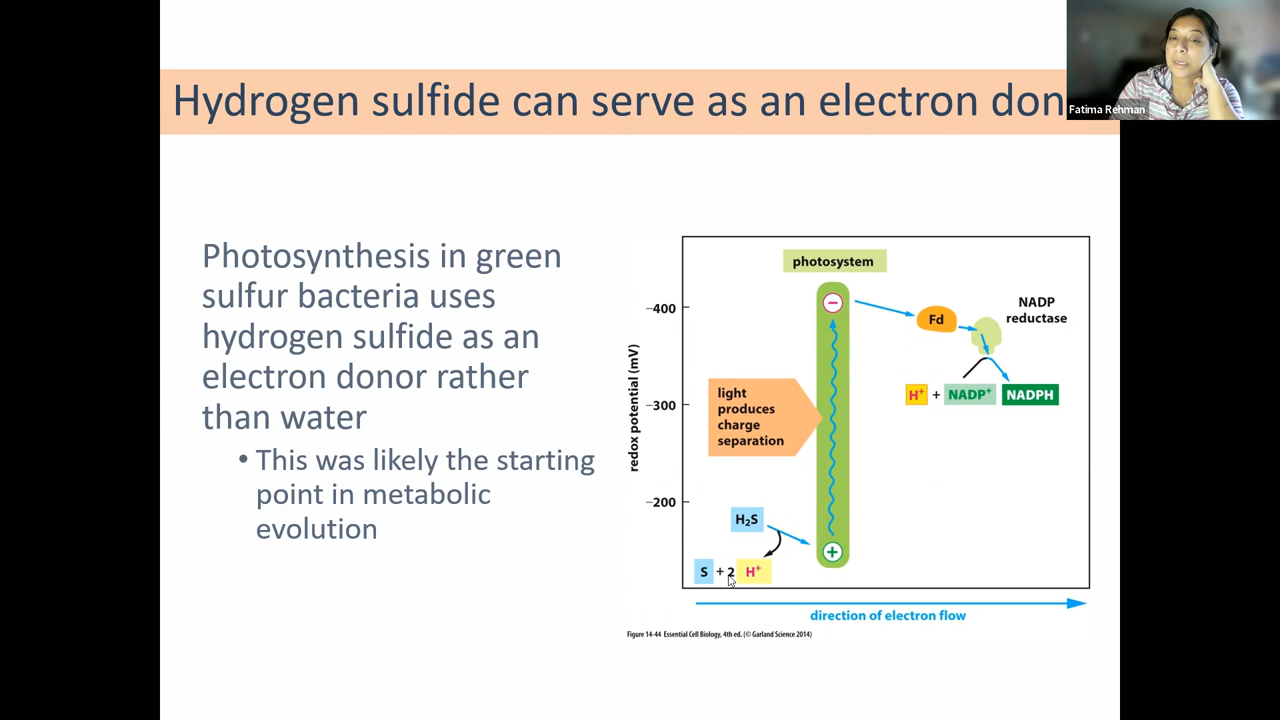 Hydrogen sulfide can serve as an electron don
Fatima Rehman
Photosynthesis in green
sulfur bacteria uses
hydrogen sulfide as an
electron donor rather
than water
• This was likely the starting
point in metabolic
evolution
photosystem
−400
−300
−200
redox potential (mV)
Fd
NADP
reductase
H⁺ + NADP⁺ NADPH
light
produces
charge
separation
H₂S
S + 2 H⁺
−
+
direction of electron flow
Figure 14-44 Essential Cell Biology, 4th ed. (© Garland Science 2014)